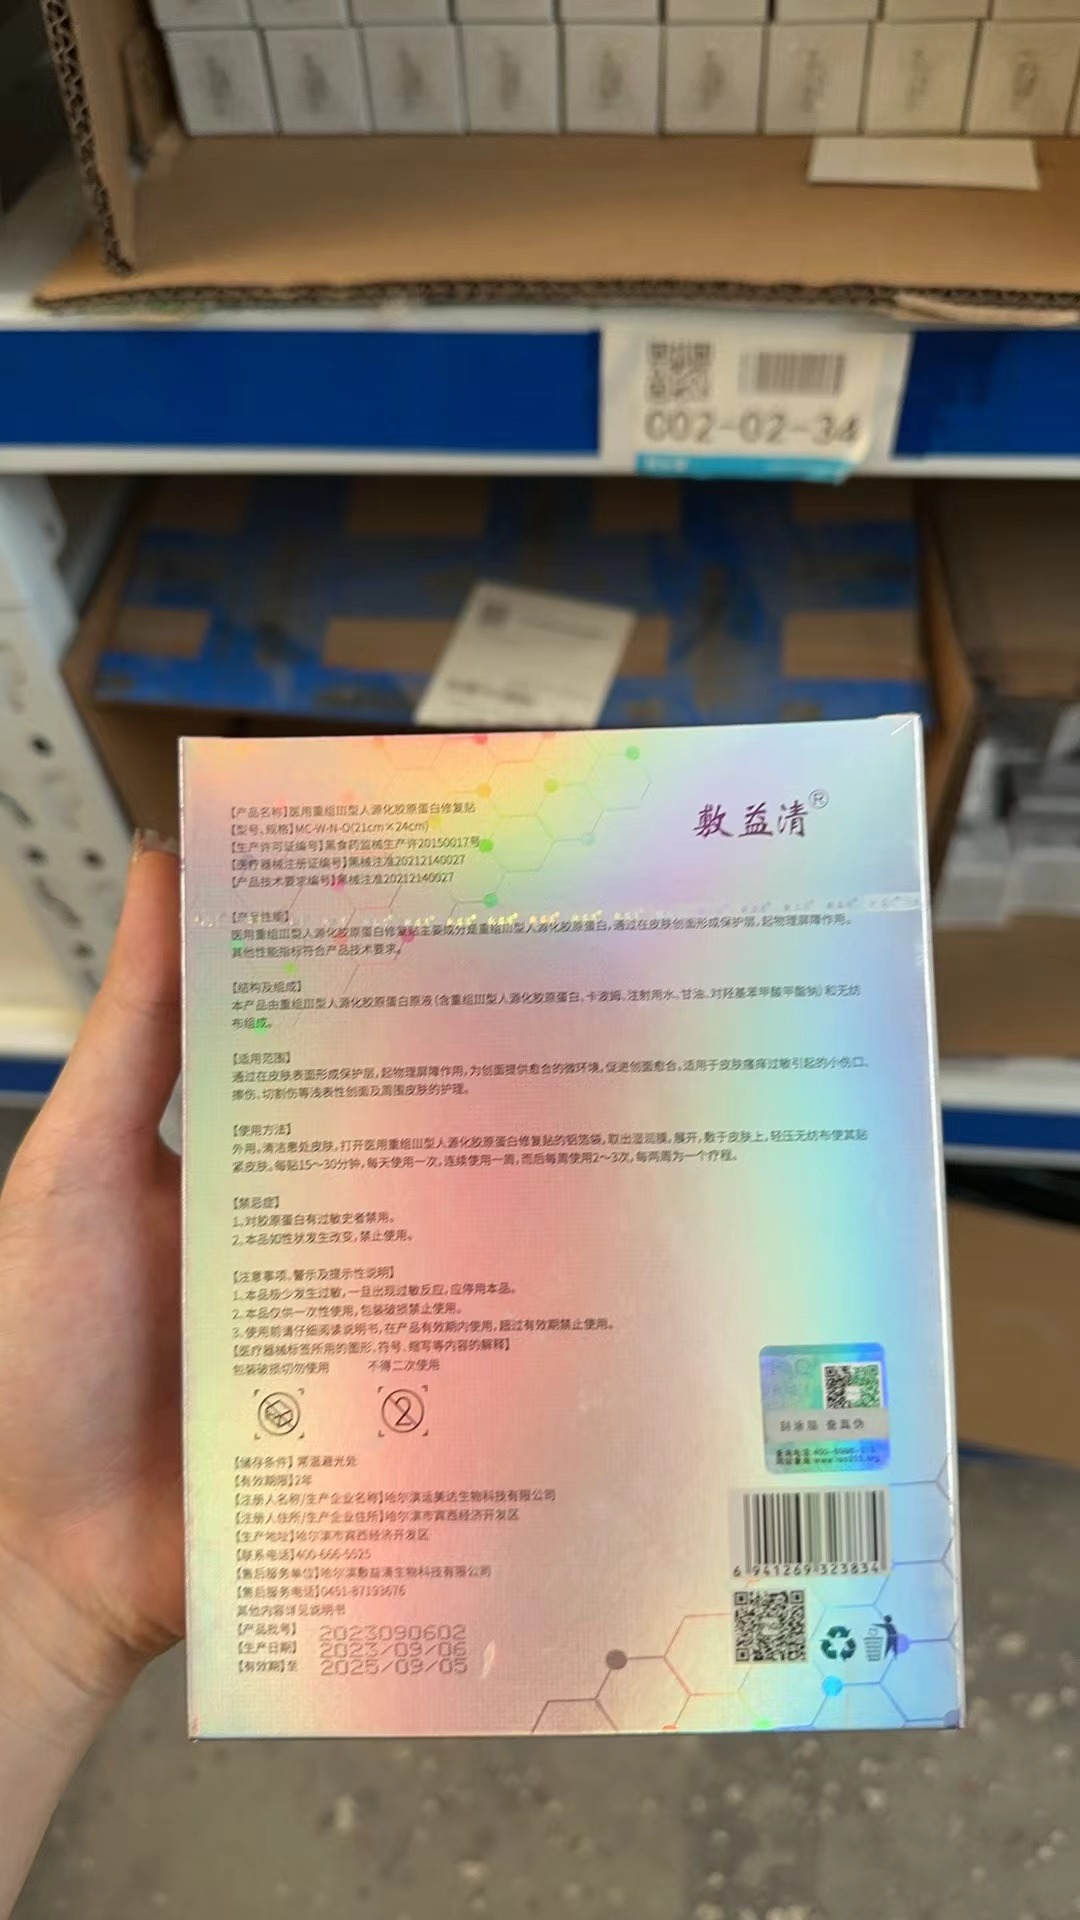 002-02-34
敷益清®
【产品名称】医用重组III型人源化胶原蛋白修复贴
【型号、规格】MC-W-N-O(21cm×24cm)
【生产许可证编号】黑食药监械生产许20150017号
【医疗器械注册证编号】黑械注准20212140027
【产品技术要求编号】黑械注准20212140027
【产品性能】
医用重组III型人源化胶原蛋白修复贴主要成分是重组III型人源化胶原蛋白,通过在皮肤创面形成保护层,起物理屏障作用。
其他性能指标符合产品技术要求。
【结构及组成】
本产品由重组III型人源化胶原蛋白原液(含重组III型人源化胶原蛋白、卡波姆、注射用水、甘油、对羟基苯甲酸甲酯钠)和无纺
布组成。
【适用范围】
通过在皮肤表面形成保护层,起物理屏障作用,为创面提供愈合的微环境,促进创面愈合,适用于皮肤瘙痒过敏引起的小伤口、
擦伤、切割伤等浅表性创面及周围皮肤的护理。
【使用方法】
外用。清洁患处皮肤,打开医用重组III型人源化胶原蛋白修复贴的铝箔袋,取出湿润膜,展开,敷于皮肤上,轻压无纺布使其贴
紧皮肤。每贴15~30分钟,每天使用一次,连续使用一周,而后每周使用2~3次,每两周为一个疗程。
【禁忌症】
1、对胶原蛋白有过敏史者禁用。
2、本品如性状发生改变,禁止使用。
【注意事项、警示及提示性说明】
1、本品极少发生过敏,一旦出现过敏反应,应停用本品。
2、本品仅供一次性使用,包装破损禁止使用。
3、使用前请仔细阅读说明书,在产品有效期内使用,超过有效期禁止使用。
【医疗器械标签所用的图形、符号、缩写等内容的解释】
包装破损切勿使用 不得二次使用
【储存条件】常温避光处
【有效期限】2年
【注册人名称/生产企业名称】哈尔滨运美达生物科技有限公司
【注册人住所/生产企业住所】哈尔滨市宾西经济开发区
【生产地址】哈尔滨市宾西经济开发区
【联系电话】400-666-5525
【售后服务单位】哈尔滨敷益清生物科技有限公司
【售后服务电话】0451-87193676
其他内容详见说明书
【产品批号】 2023090602
【生产日期】 2023/09/06
【有效期】至 2025/09/05
刮涂层 查真伪
6 941269 323834